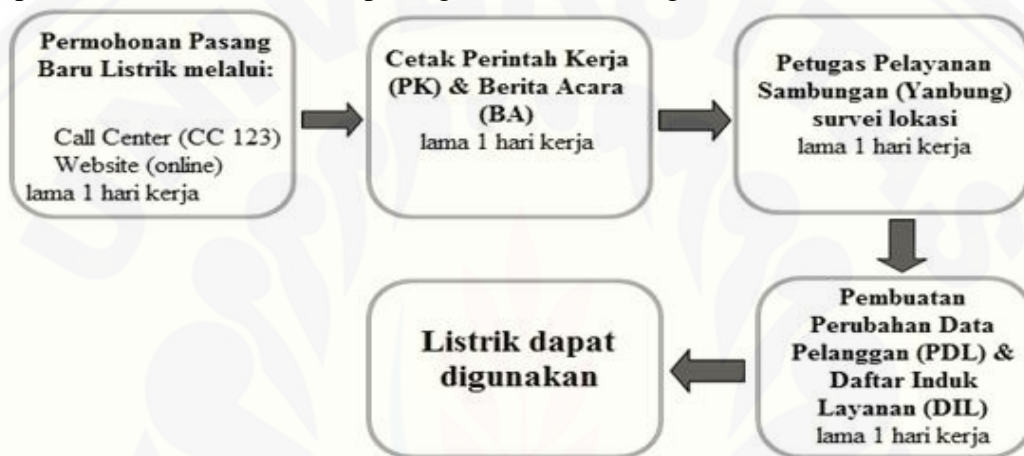 Permohonan Pasang
Baru Listrik melalui:
Call Center (CC 123)
Website (online)
lama 1 hari kerja
Cetak Perintah Kerja
(PK) & Berita Acara
(BA)
lama 1 hari kerja
Petugas Pelayanan
Sambungan (Yanbung)
survei lokasi
lama 1 hari kerja
Pembuatan
Perubahan Data
Pelanggan (PDL) &
Daftar Induk
Layanan (DIL)
lama 1 hari kerja
Listrik dapat
digunakan